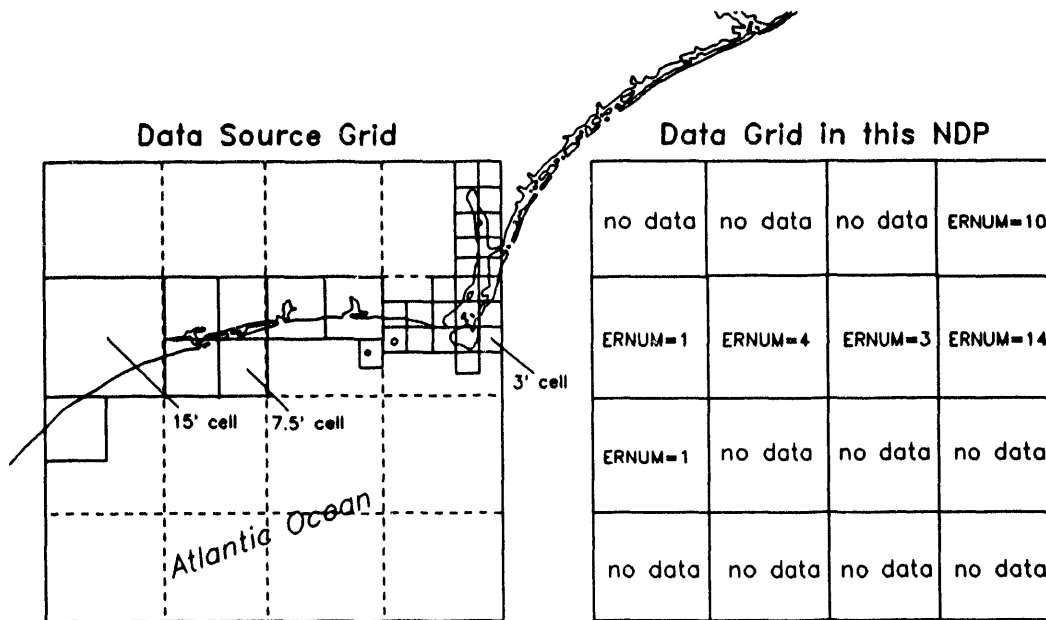 Data Source Grid
15' cell
7.5' cell
3' cell
Atlantic Ocean
Data Grid in this NDP
no data
no data
no data
ERNUM=10
ERNUM=1
ERNUM=4
ERNUM=3
ERNUM=14
ERNUM=1
no data
no data
no data
no data
no data
no data
no data